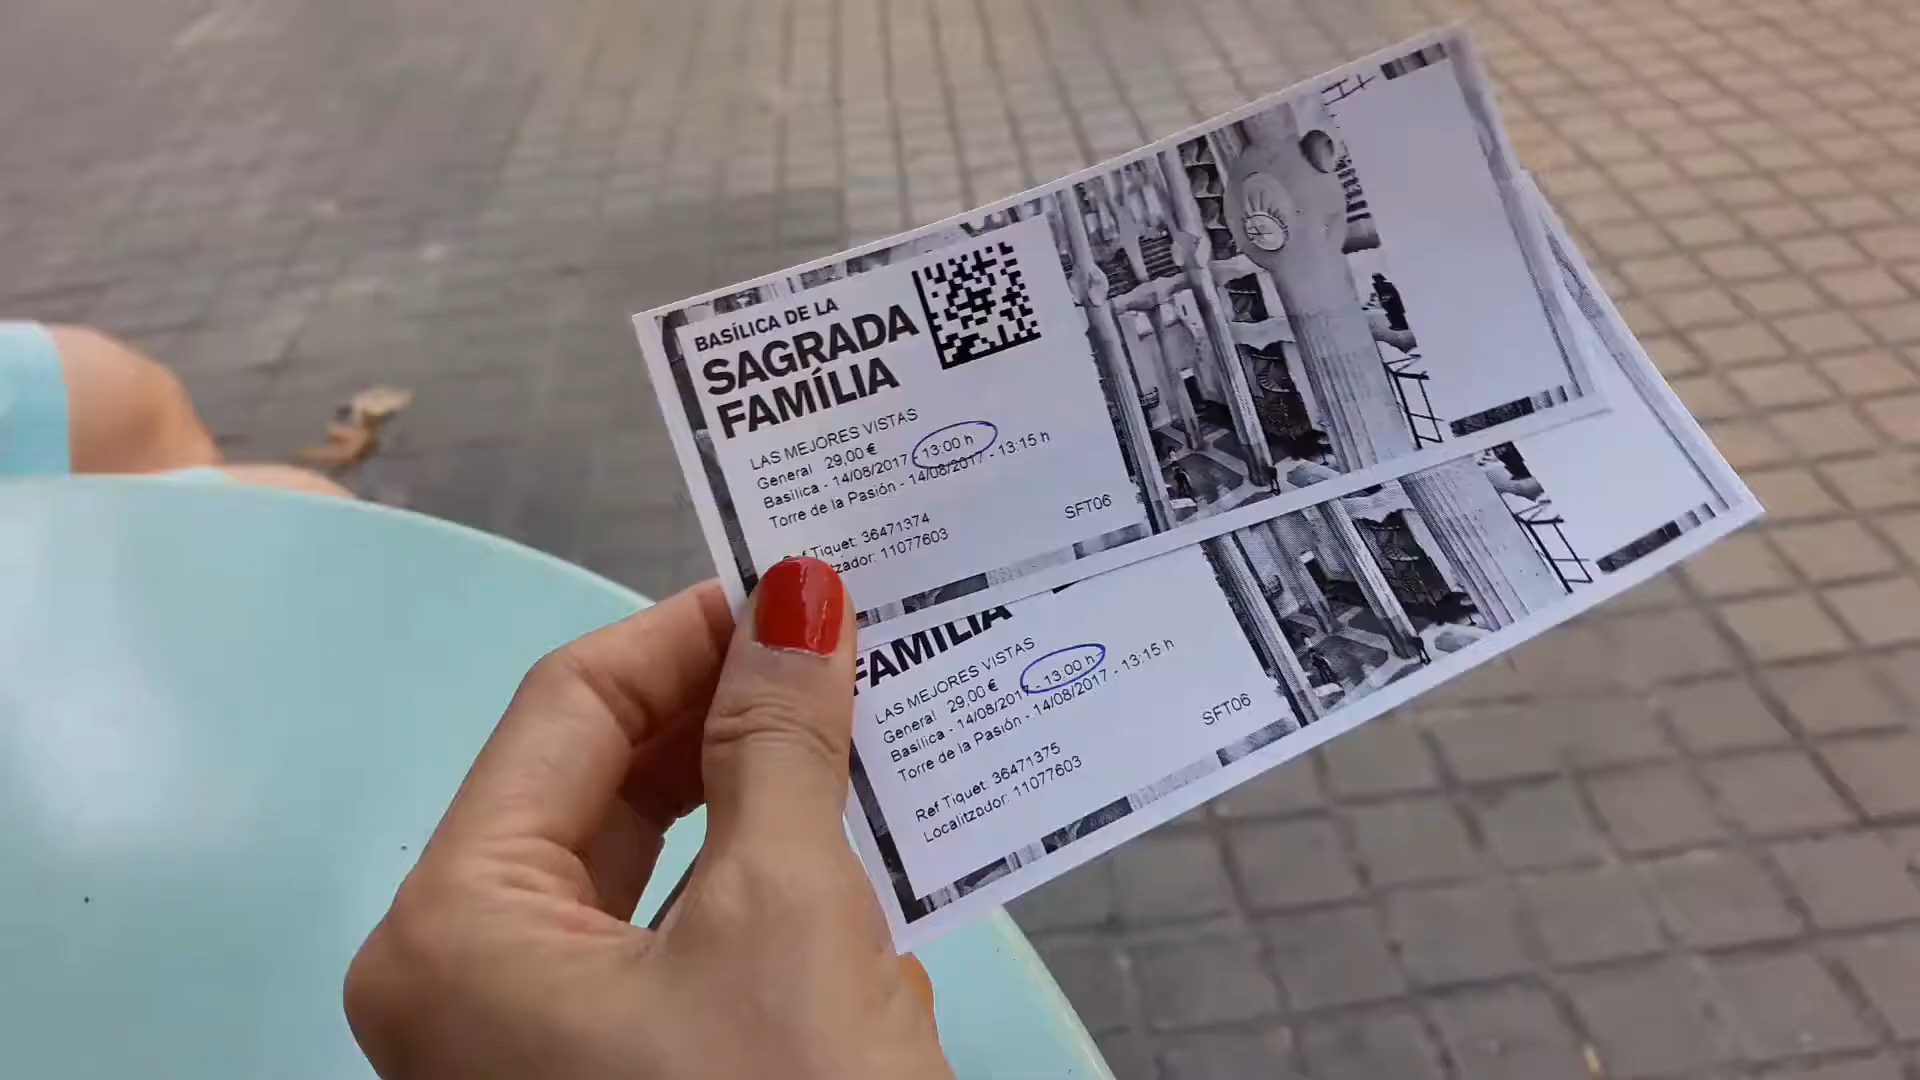 BASÍLICA DE LA
SAGRADA
FAMÍLIA
LAS MEJORES VISTAS
General 29,00 €
Basílica - 14/08/2017 - 13:00 h
Torre de la Pasión - 14/08/2017 - 13:15 h
Tiquet: 36471374
11077603
SFT06
FAMÍLIA
LAS MEJORES VISTAS
General 29,00 €
Basílica - 14/08/2017 - 13:00 h
Torre de la Pasión - 14/08/2017 - 13:15 h
Ref Tiquet: 36471375
Localitzador: 11077603
SFT06